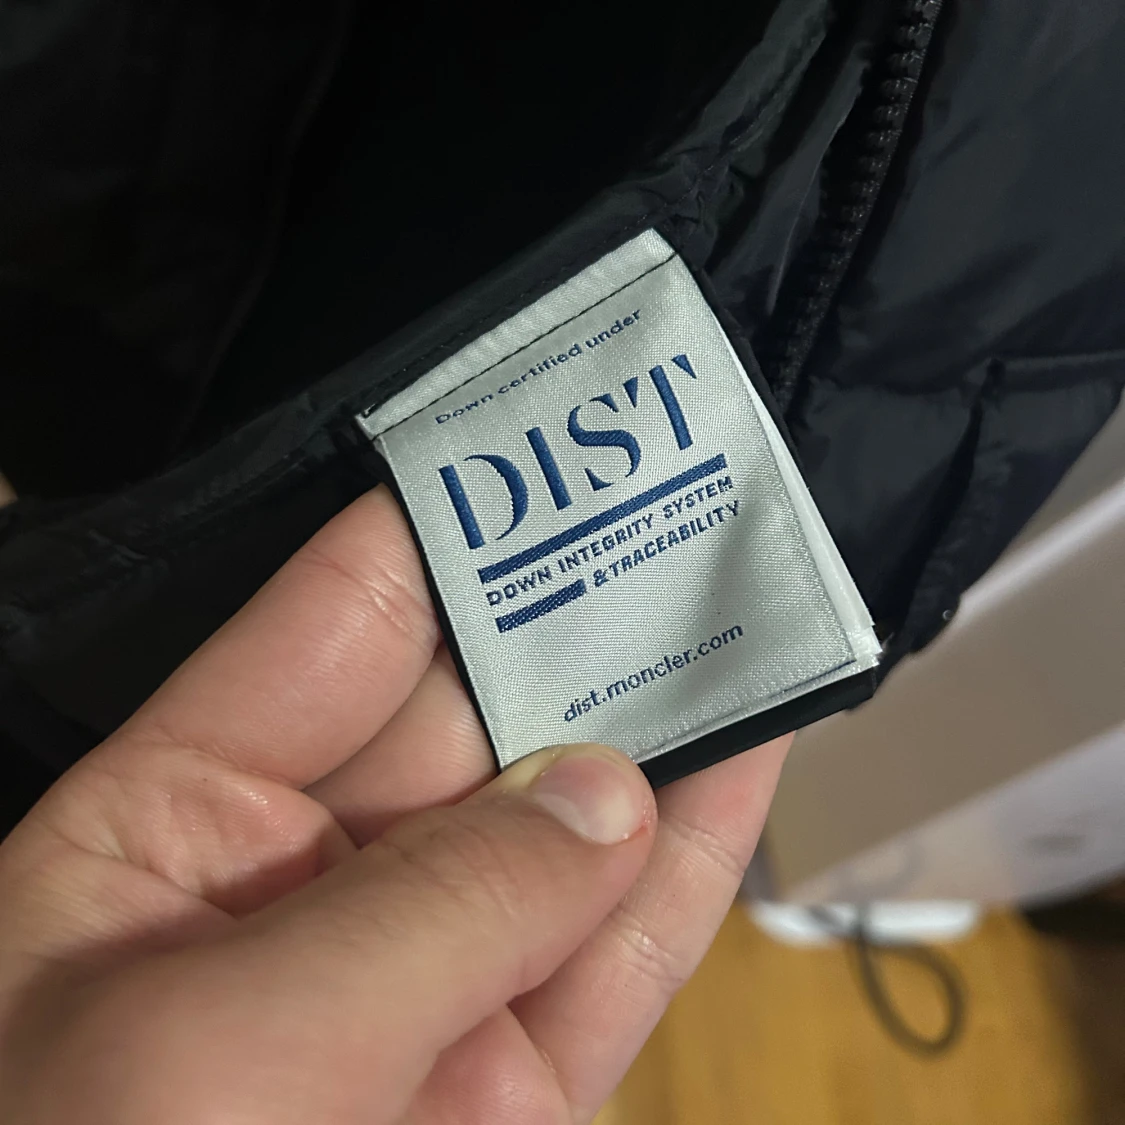 Down certified under
DIST
DOWN INTEGRITY SYSTEM
&TRACEABILITY
dist.moncler.com